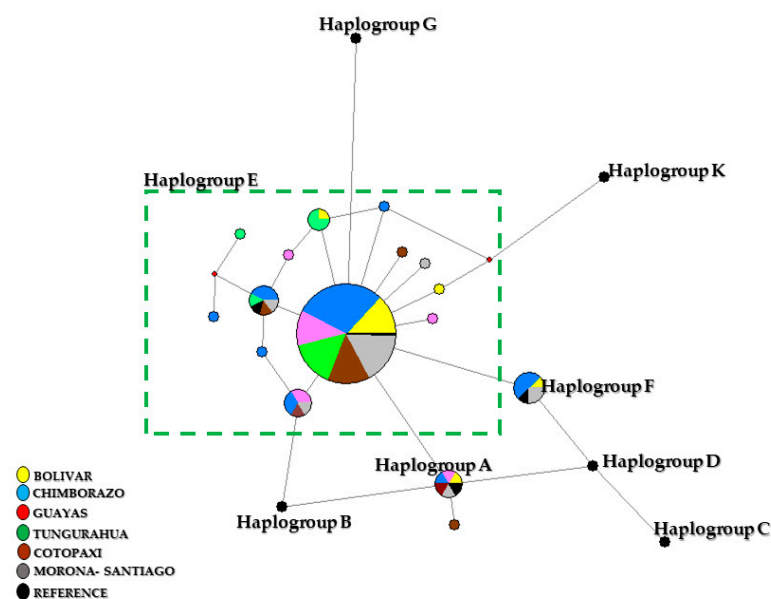 Haplogroup G
Haplogroup K
Haplogroup E
Haplogroup F
Haplogroup A
Haplogroup D
Haplogroup B
Haplogroup C
BOLIVAR
CHIMBORAZO
GUAYAS
TUNGURAHUA
COTOPAXI
MORONA- SANTIAGO
REFERENCE